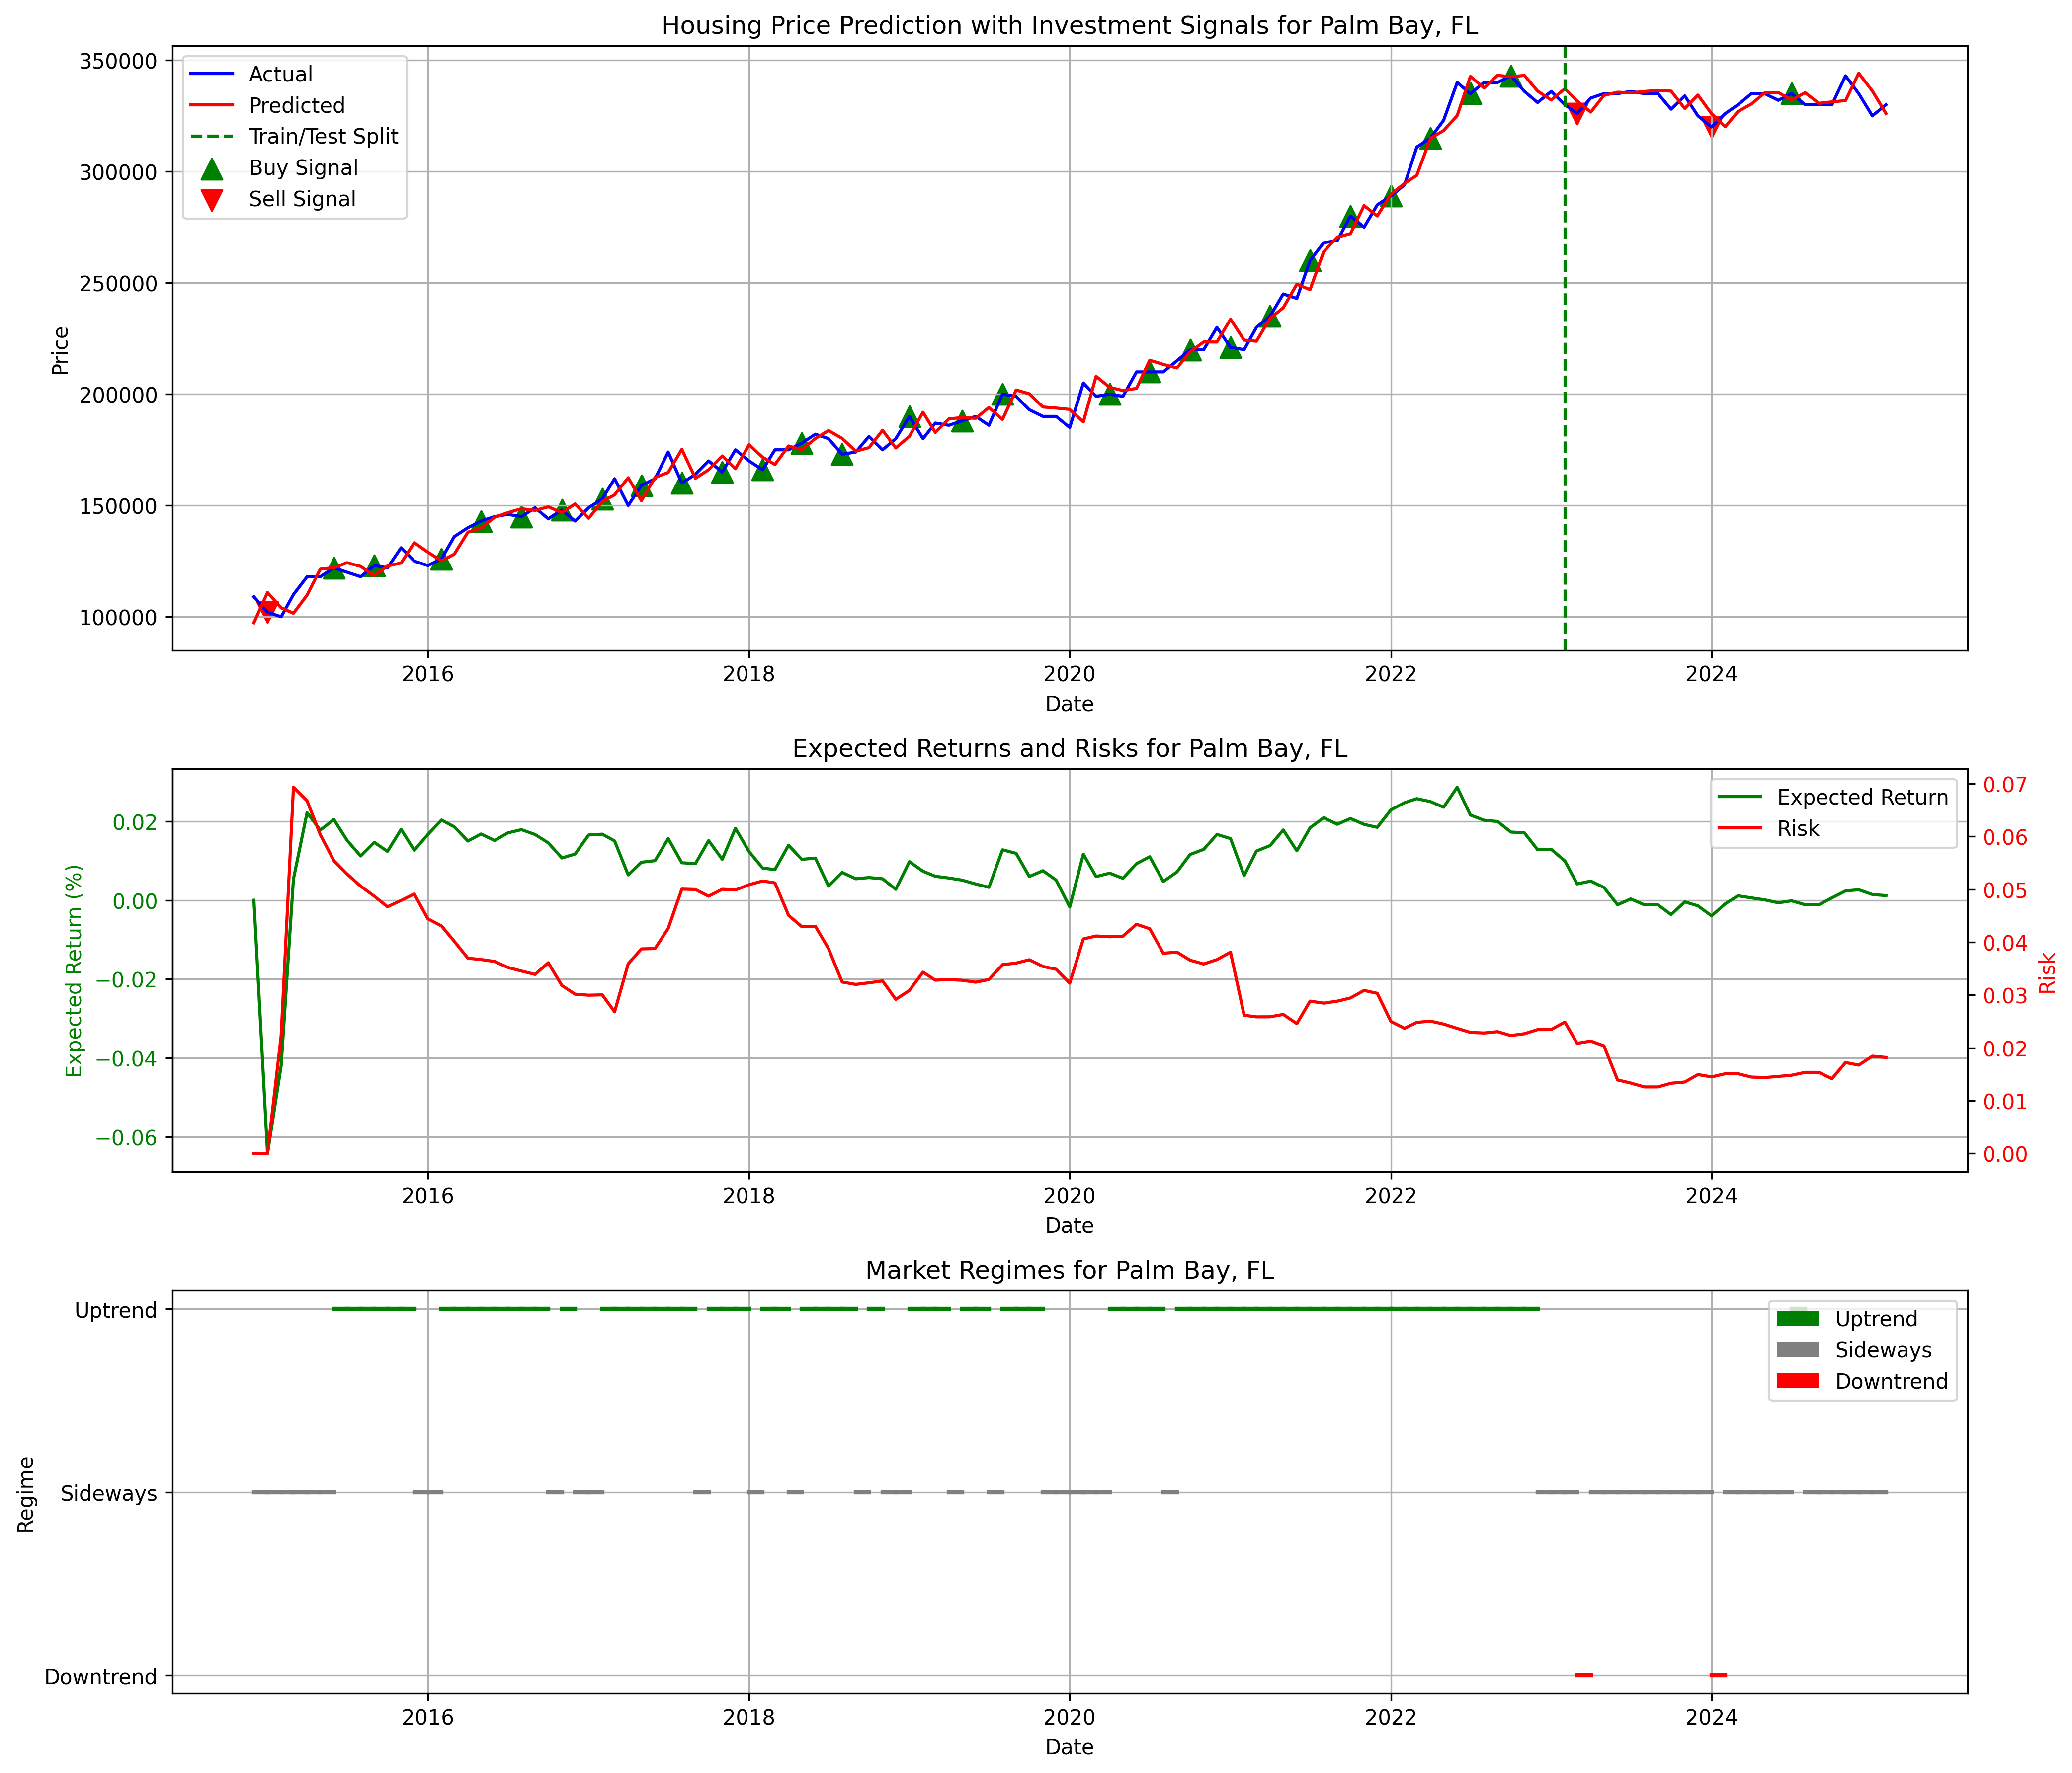 Housing Price Prediction with Investment Signals for Palm Bay, FL
Actual
Predicted
Train/Test Split
Buy Signal
Sell Signal
350000
300000
250000
200000
150000
100000
Price
2016 2018 2020 2022 2024
Date
Expected Returns and Risks for Palm Bay, FL
Expected Return
Risk
0.02
0.00
−0.02
−0.04
−0.06
Expected Return (%)
0.07
0.06
0.05
0.04
0.03
0.02
0.01
0.00
Risk
2016 2018 2020 2022 2024
Date
Market Regimes for Palm Bay, FL
Uptrend
Sideways
Downtrend
Uptrend
Sideways
Downtrend
Regime
2016 2018 2020 2022 2024
Date